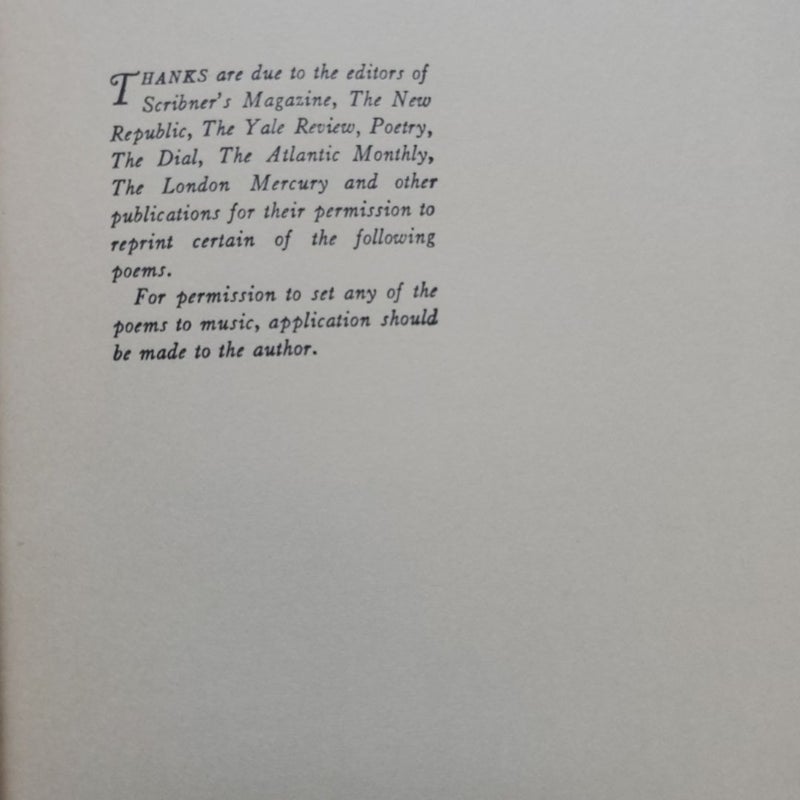 THANKS are due to the editors of
Scribner's Magazine, The New
Republic, The Yale Review, Poetry,
The Dial, The Atlantic Monthly,
The London Mercury and other
publications for their permission to
reprint certain of the following
poems.
For permission to set any of the
poems to music, application should
be made to the author.